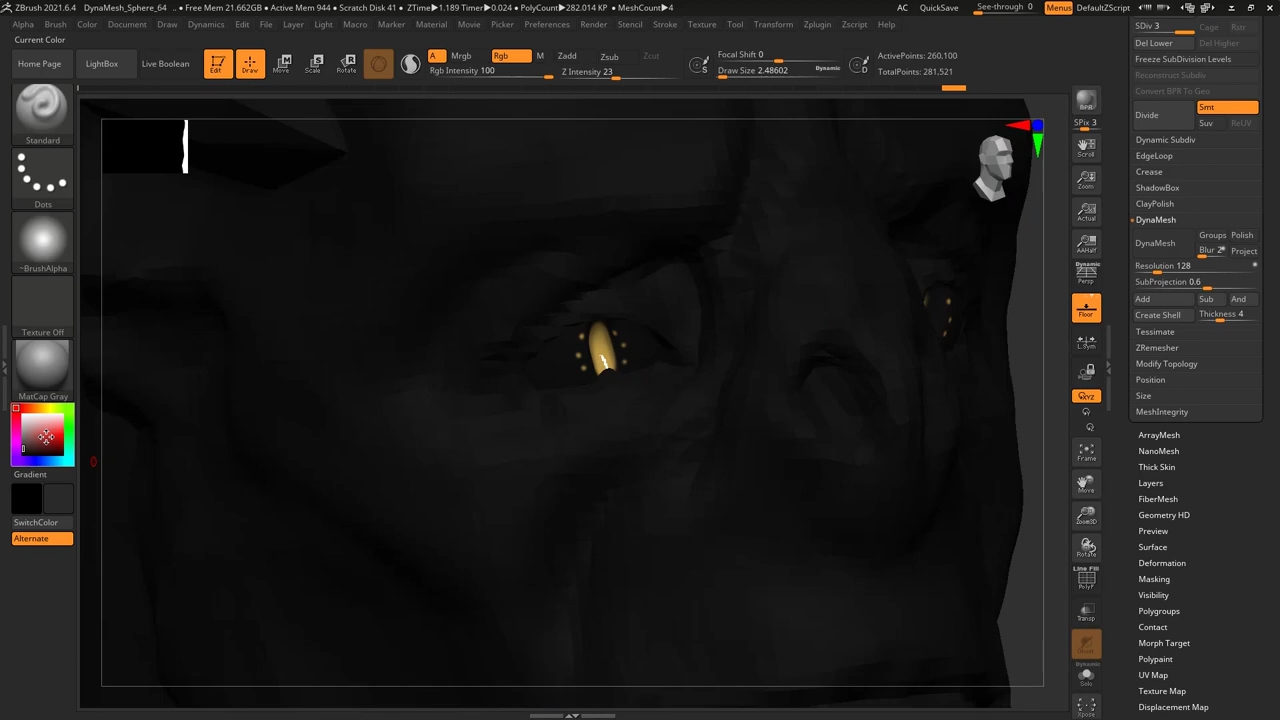 ZBrush 2021.6.4 DynaMesh_Sphere_64 • Free Mem 21.662GB • Active Mem 944 • Scratch Disk 41 • ZTime▶1.189 Timer▶0.024 • PolyCount▶282.014 KP • MeshCount▶4 AC QuickSave See-through 0 Menus DefaultZScript
Alpha Brush Color Document Draw Dynamics Edit File Layer Light Macro Marker Material Movie Picker Preferences Render Stencil Stroke Texture Tool Transform Zplugin Zscript Help
Current Color
Home Page LightBox Live Boolean Edit Draw Move Scale Rotate A Mrgb Rgb M Zadd Zsub Zcut
Rgb Intensity 100 Z Intensity 23
Focal Shift 0
Draw Size 2.48602 Dynamic
ActivePoints: 260,100
TotalPoints: 281,521
Standard
Dots
~BrushAlpha
Texture Off
MatCap Gray
Gradient
SwitchColor
Alternate
BPR
SPix 3
Scroll
Zoom
Actual
AAHalf
Dynamic
Persp
Floor
L.Sym
XYZ
Frame
Move
Zoom3D
Rotate
Line Fill
PolyF
Transp
Ghost
Dynamic
Solo
Xpose
SDiv 3 Cage Rstr
Del Lower Del Higher
Freeze SubDivision Levels
Reconstruct Subdiv
Convert BPR To Geo
Divide Smt
Suv ReUV
Dynamic Subdiv
EdgeLoop
Crease
ShadowBox
ClayPolish
DynaMesh
DynaMesh Groups Polish
Blur 2 Project
Resolution 128
SubProjection 0.6
Add Sub And
Create Shell Thickness 4
Tessimate
ZRemesher
Modify Topology
Position
Size
MeshIntegrity
ArrayMesh
NanoMesh
Thick Skin
Layers
FiberMesh
Geometry HD
Preview
Surface
Deformation
Masking
Visibility
Polygroups
Contact
Morph Target
Polypaint
UV Map
Texture Map
Displacement Map